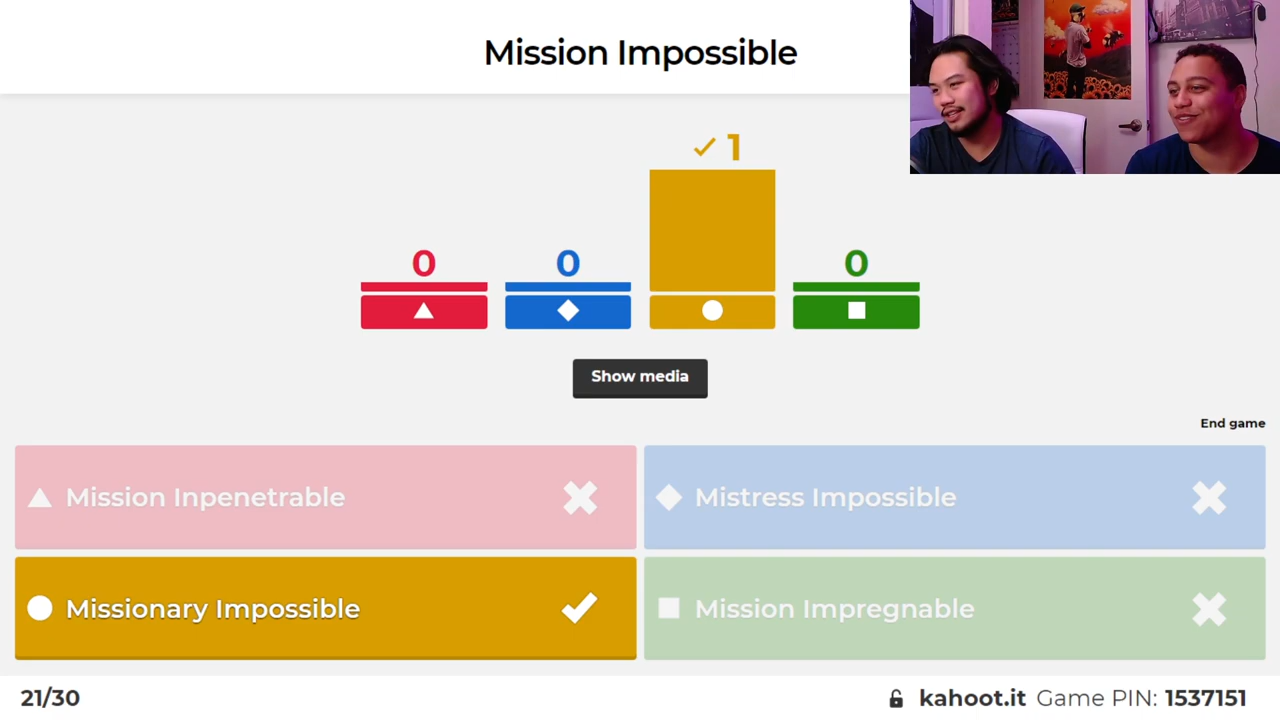 Mission Impossible
1
0
0
0
Show media
End game
Mission Inpenetrable
Mistress Impossible
Missionary Impossible
Mission Impregnable
21/30
kahoot.it Game PIN: 1537151